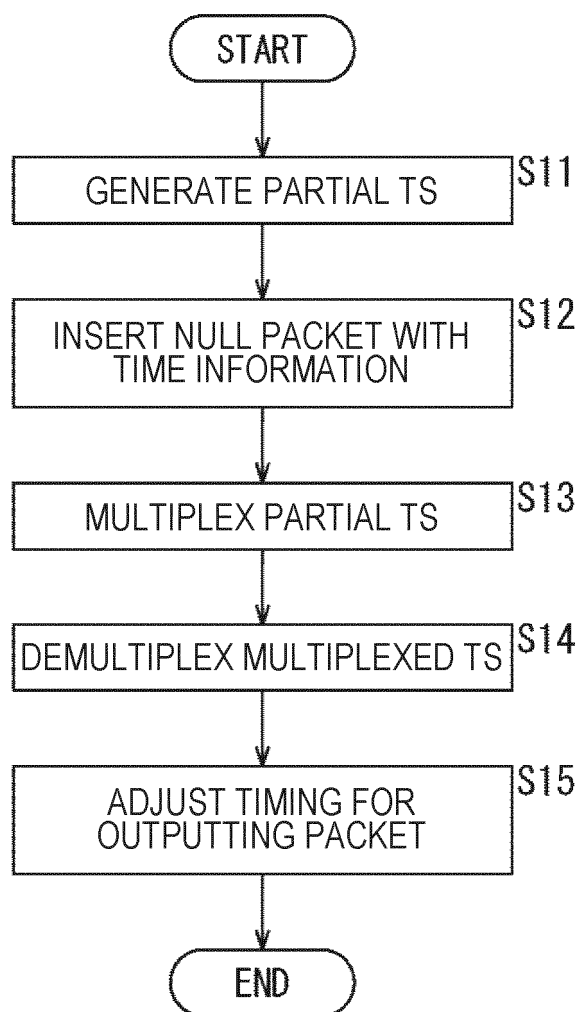 START
S11
GENERATE PARTIAL TS
S12
INSERT NULL PACKET WITH
TIME INFORMATION
S13
MULTIPLEX PARTIAL TS
S14
DEMULTIPLEX MULTIPLEXED TS
S15
ADJUST TIMING FOR
OUTPUTTING PACKET
END